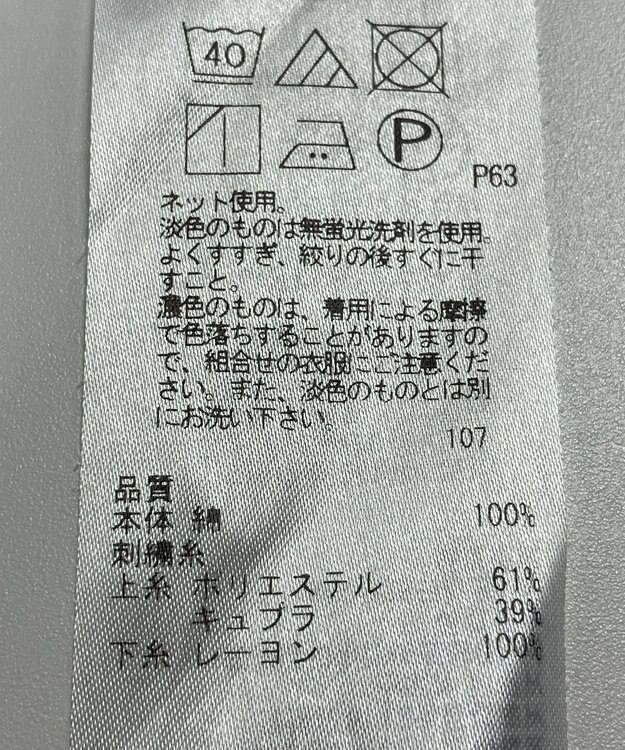 40
P
P63
ネット使用。
淡色のものは無蛍光洗剤を使用。
よくすすぎ、絞りの後すぐに干
すこと。
濃色のものは、着用による摩擦
で色落ちすることがありますの
で、組合せの衣服にご注意くだ
さい。また、淡色のものとは別
にお洗い下さい。
107
品質
本体 綿 100%
刺繍糸
上糸 ポリエステル 61%
キュプラ 39%
下糸 レーヨン 100%